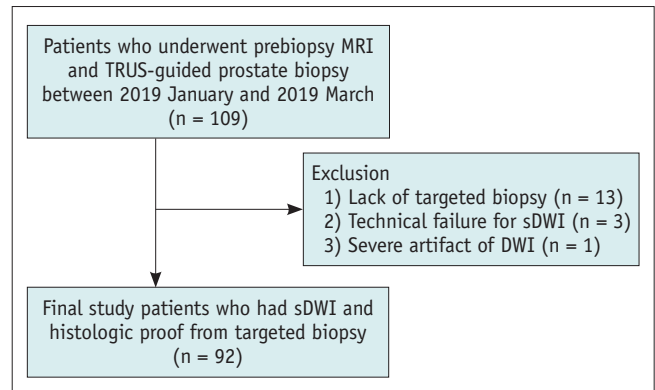 Patients who underwent prebiopsy MRI
and TRUS-guided prostate biopsy
between 2019 January and 2019 March
(n = 109)
Exclusion
1) Lack of targeted biopsy (n = 13)
2) Technical failure for sDWI (n = 3)
3) Severe artifact of DWI (n = 1)
Final study patients who had sDWI and
histologic proof from targeted biopsy
(n = 92)